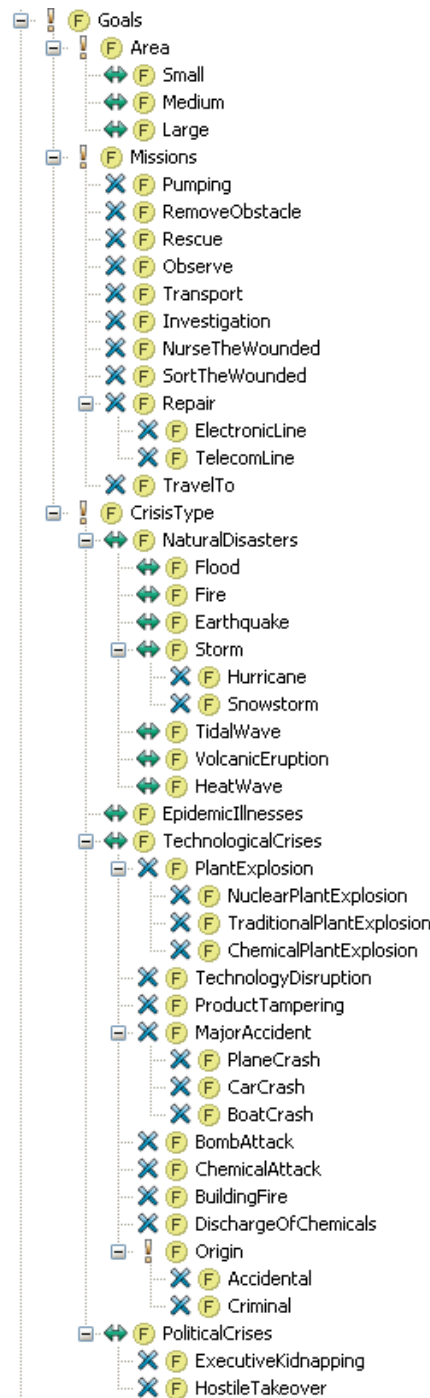 F Goals
F Area
F Small
F Medium
F Large
F Missions
F Pumping
F RemoveObstacle
F Rescue
F Observe
F Transport
F Investigation
F NurseTheWounded
F SortTheWounded
F Repair
F ElectronicLine
F TelecomLine
F TravelTo
F CrisisType
F NaturalDisasters
F Flood
F Fire
F Earthquake
F Storm
F Hurricane
F Snowstorm
F TidalWave
F VolcanicEruption
F HeatWave
F EpidemicIllnesses
F TechnologicalCrises
F PlantExplosion
F NuclearPlantExplosion
F TraditionalPlantExplosion
F ChemicalPlantExplosion
F TechnologyDisruption
F ProductTampering
F MajorAccident
F PlaneCrash
F CarCrash
F BoatCrash
F BombAttack
F ChemicalAttack
F BuildingFire
F DischargeOfChemicals
F Origin
F Accidental
F Criminal
F PoliticalCrises
F ExecutiveKidnapping
F HostileTakeover